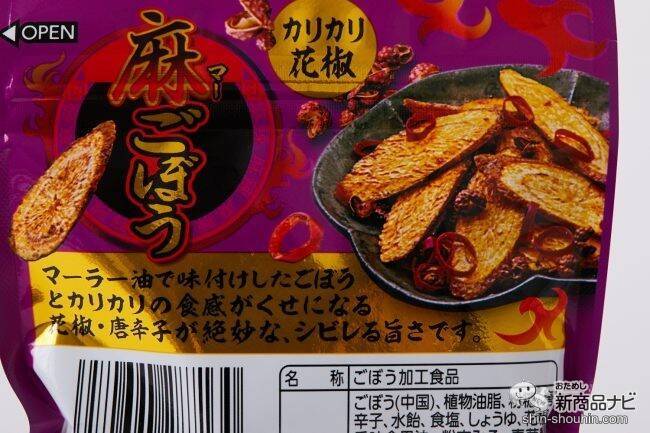 OPEN
カリカリ
花椒
麻ごぼう
マー
マーラー油で味付けしたごぼう
とカリカリの食感がくせになる
花椒・唐辛子が絶妙な、シビレる旨さです。
名 称 ごぼう加工食品
ごぼう(中国)、植物油脂、
辛子、水飴、食塩、しょうゆ、
おためし
新商品ナビ
shin-shouhin.com